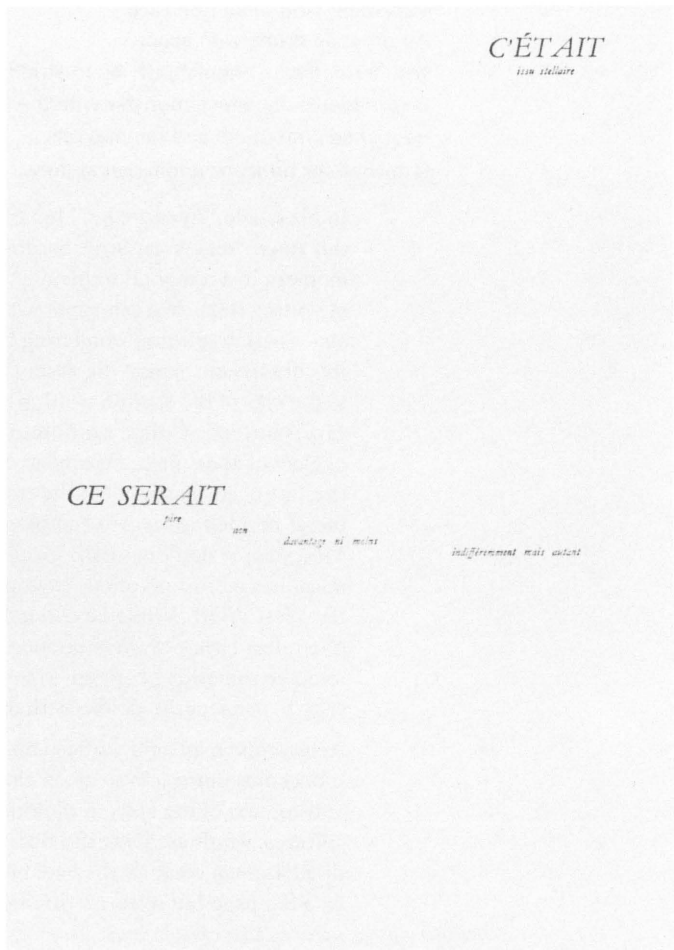 C'ÉTAIT
issu stellaire
CE SERAIT
pire
non
davantage ni moins
indifféremment mais autant